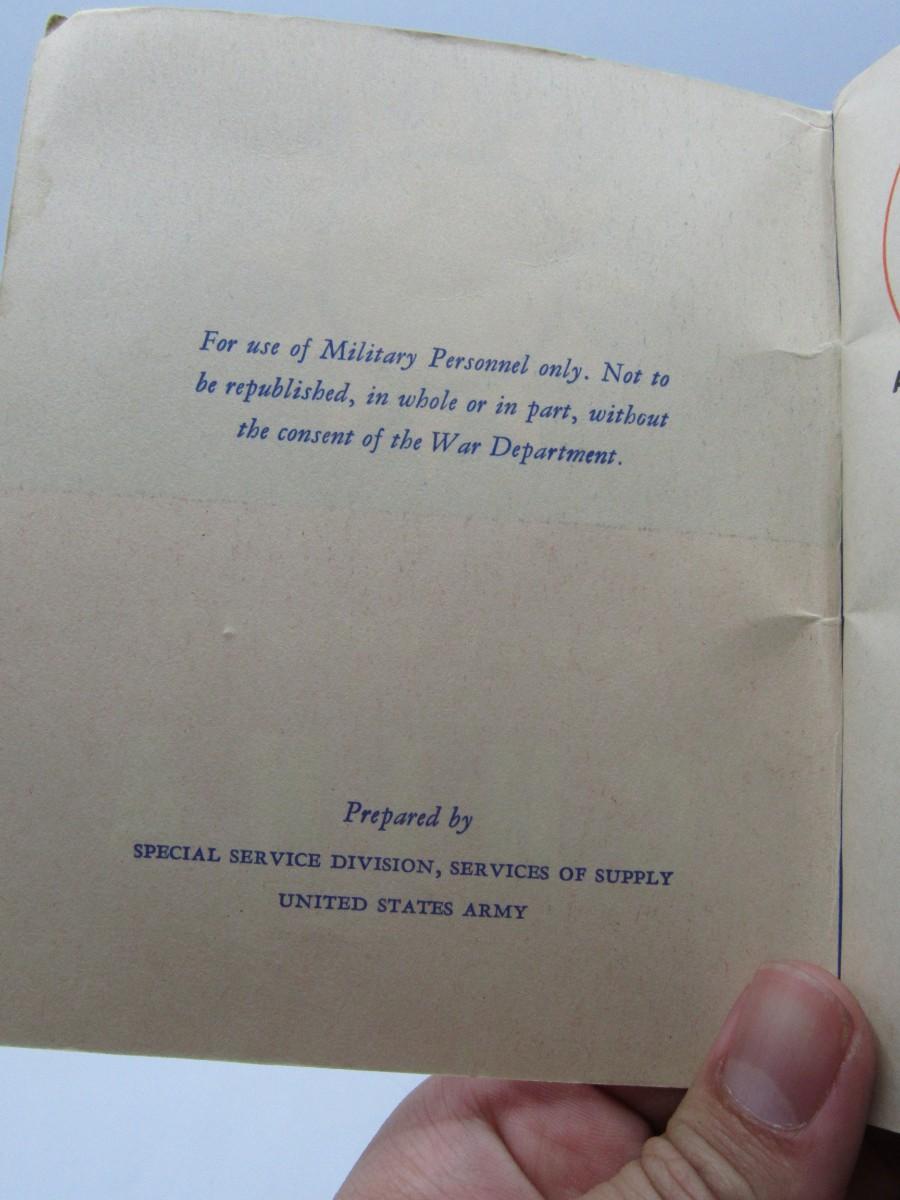 For use of Military Personnel only. Not to
be republished, in whole or in part, without
the consent of the War Department.
Prepared by
SPECIAL SERVICE DIVISION, SERVICES OF SUPPLY
UNITED STATES ARMY